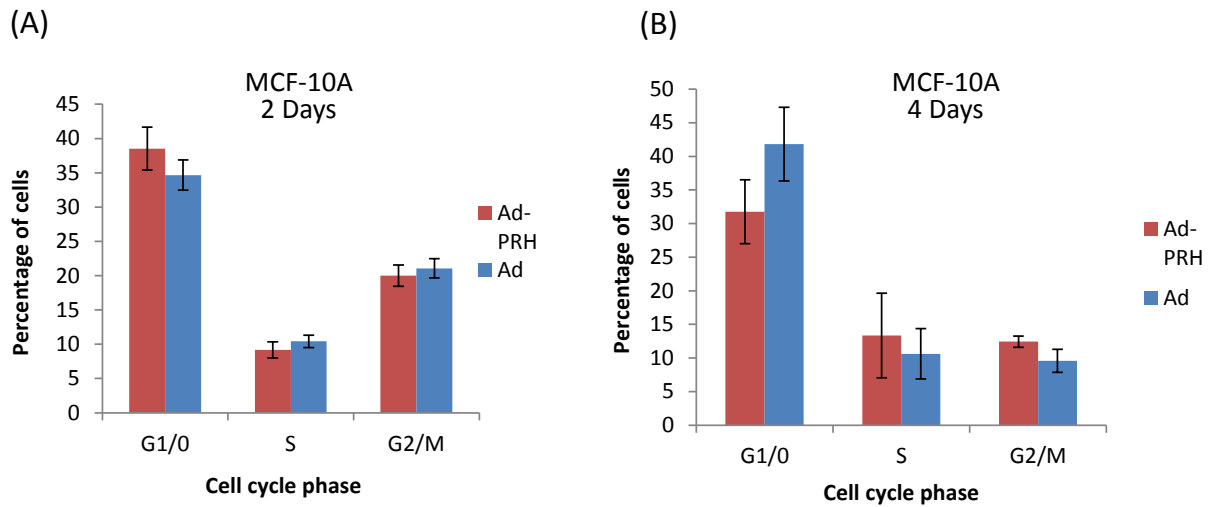 (A)
MCF-10A
2 Days
Percentage of cells
45
40
35
30
25
20
15
10
5
0
G1/0 S G2/M
Cell cycle phase
Ad-
PRH
Ad
(B)
MCF-10A
4 Days
Percentage of cells
50
45
40
35
30
25
20
15
10
5
0
G1/0 S G2/M
Cell cycle phase
Ad-
PRH
Ad